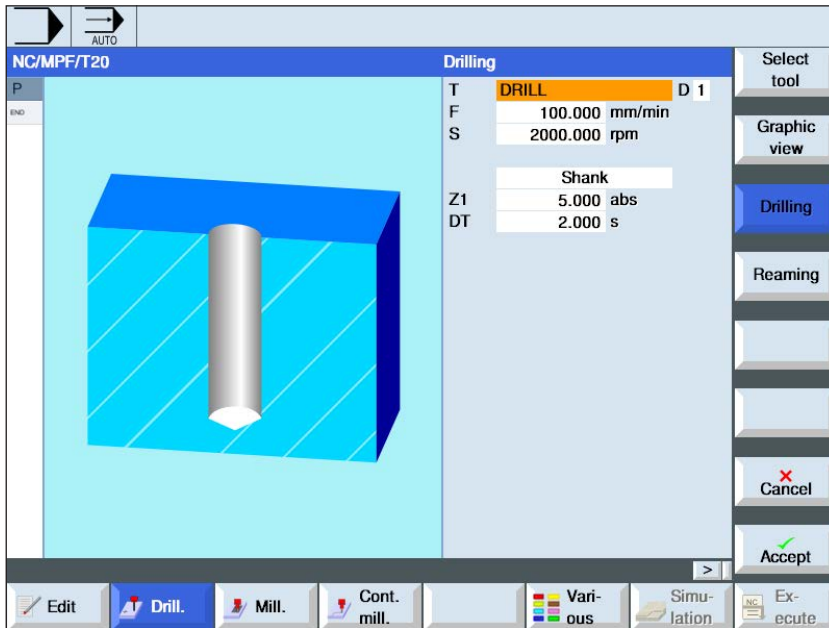 AUTO
NC/MPF/T20
Drilling
P
END
T DRILL D 1
F 100.000 mm/min
S 2000.000 rpm
Shank
Z1 5.000 abs
DT 2.000 s
Select
tool
Graphic
view
Drilling
Reaming
Cancel
Accept
>
Edit
Drill.
Mill.
Cont.
mill.
Vari-
ous
Simu-
lation
NC
Ex-
ecute